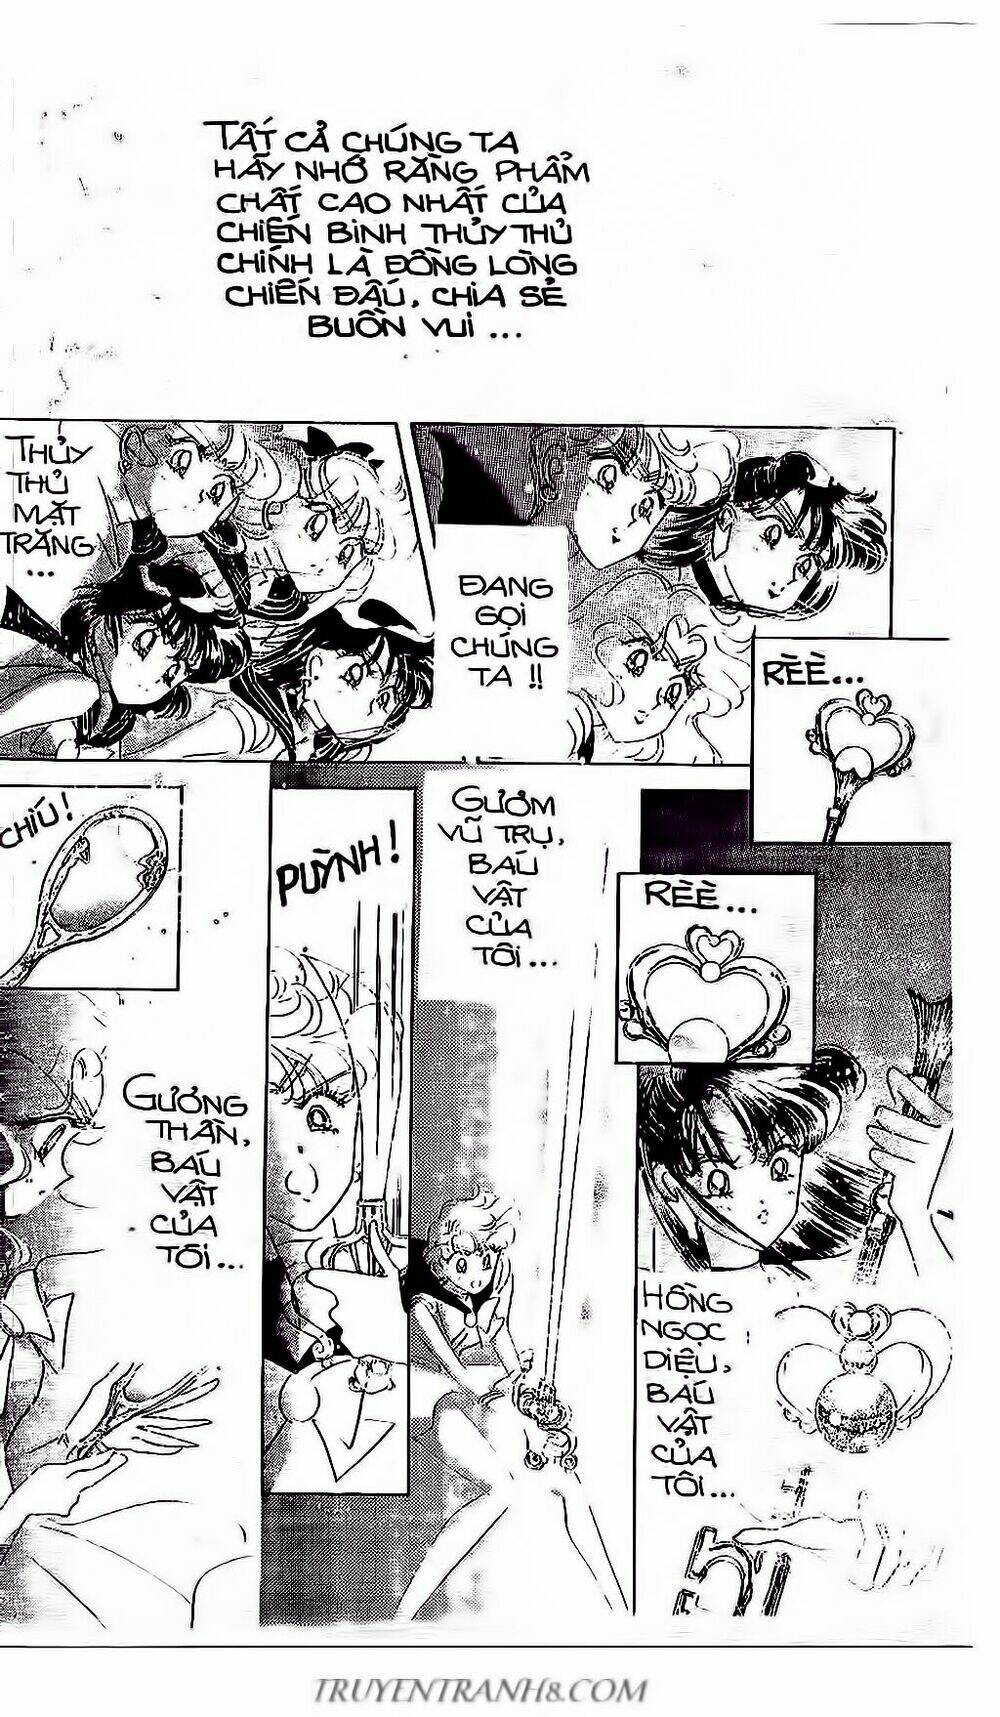 TẤT CẢ CHÚNG TA
HÃY NHỚ RẰNG PHẨM
CHẤT CAO NHẤT CỦA
CHIẾN BINH THỦY THỦ
CHÍNH LÀ ĐỒNG LÒNG
CHIẾN ĐẤU, CHIA SẺ
BUỒN VUI ...
THỦY
THỦ
MẶT
TRĂNG
...
ĐANG
GỌI
CHÚNG
TA !!
RÈÈ...
CHÍU!
PUỲNH!
GƯƠM
VŨ TRỤ,
BÁU
VẬT
CỦA
TÔI ...
RÈÈ...
GƯƠNG
THẦN,
BÁU
VẬT
CỦA
TÔI ...
HỒNG
NGỌC
DIỆU,
BÁU
VẬT
CỦA
TÔI ...
TRUYENTRANH8.COM